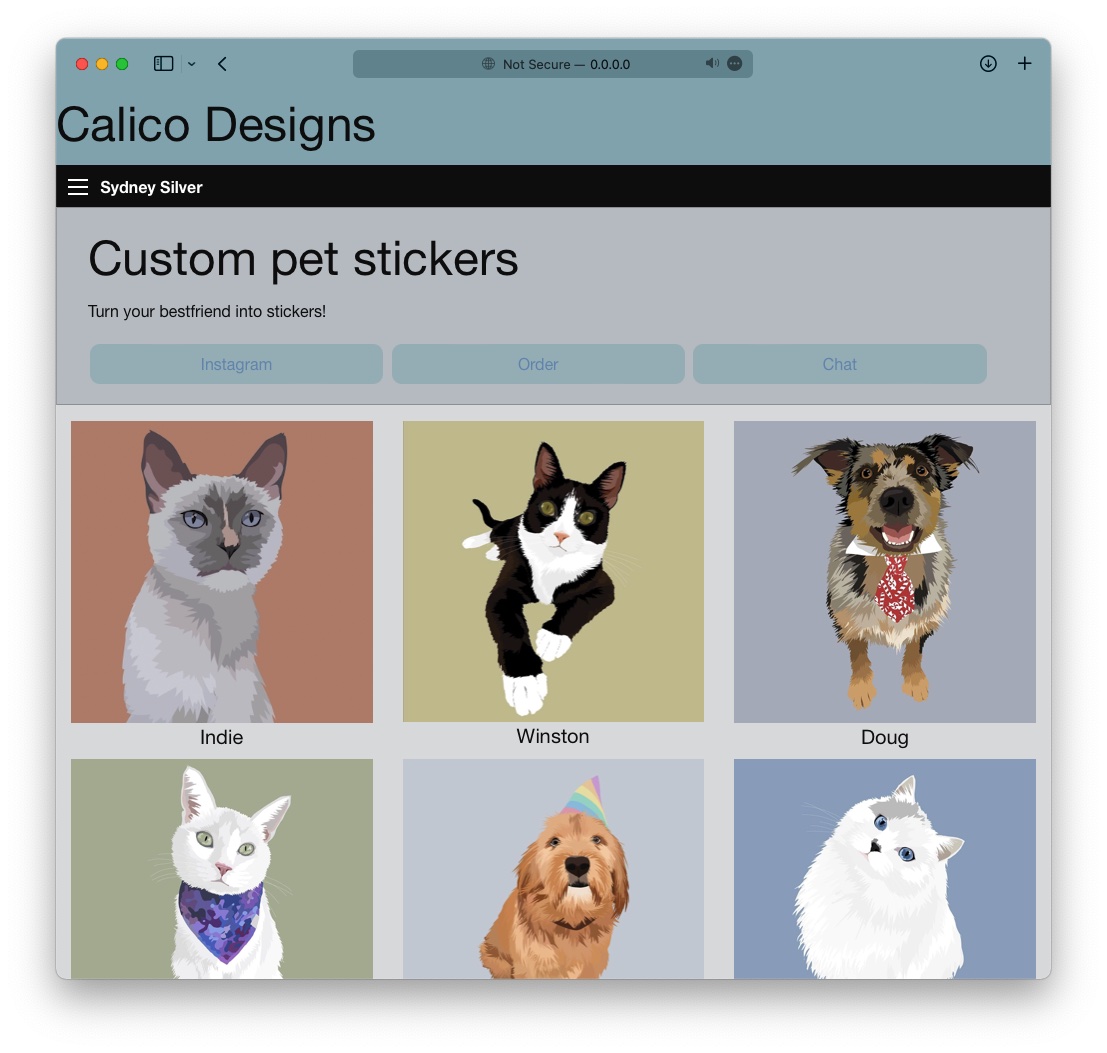 Not Secure — 0.0.0.0
Calico Designs
Sydney Silver
Custom pet stickers
Turn your bestfriend into stickers!
Instagram
Order
Chat
Indie
Winston
Doug